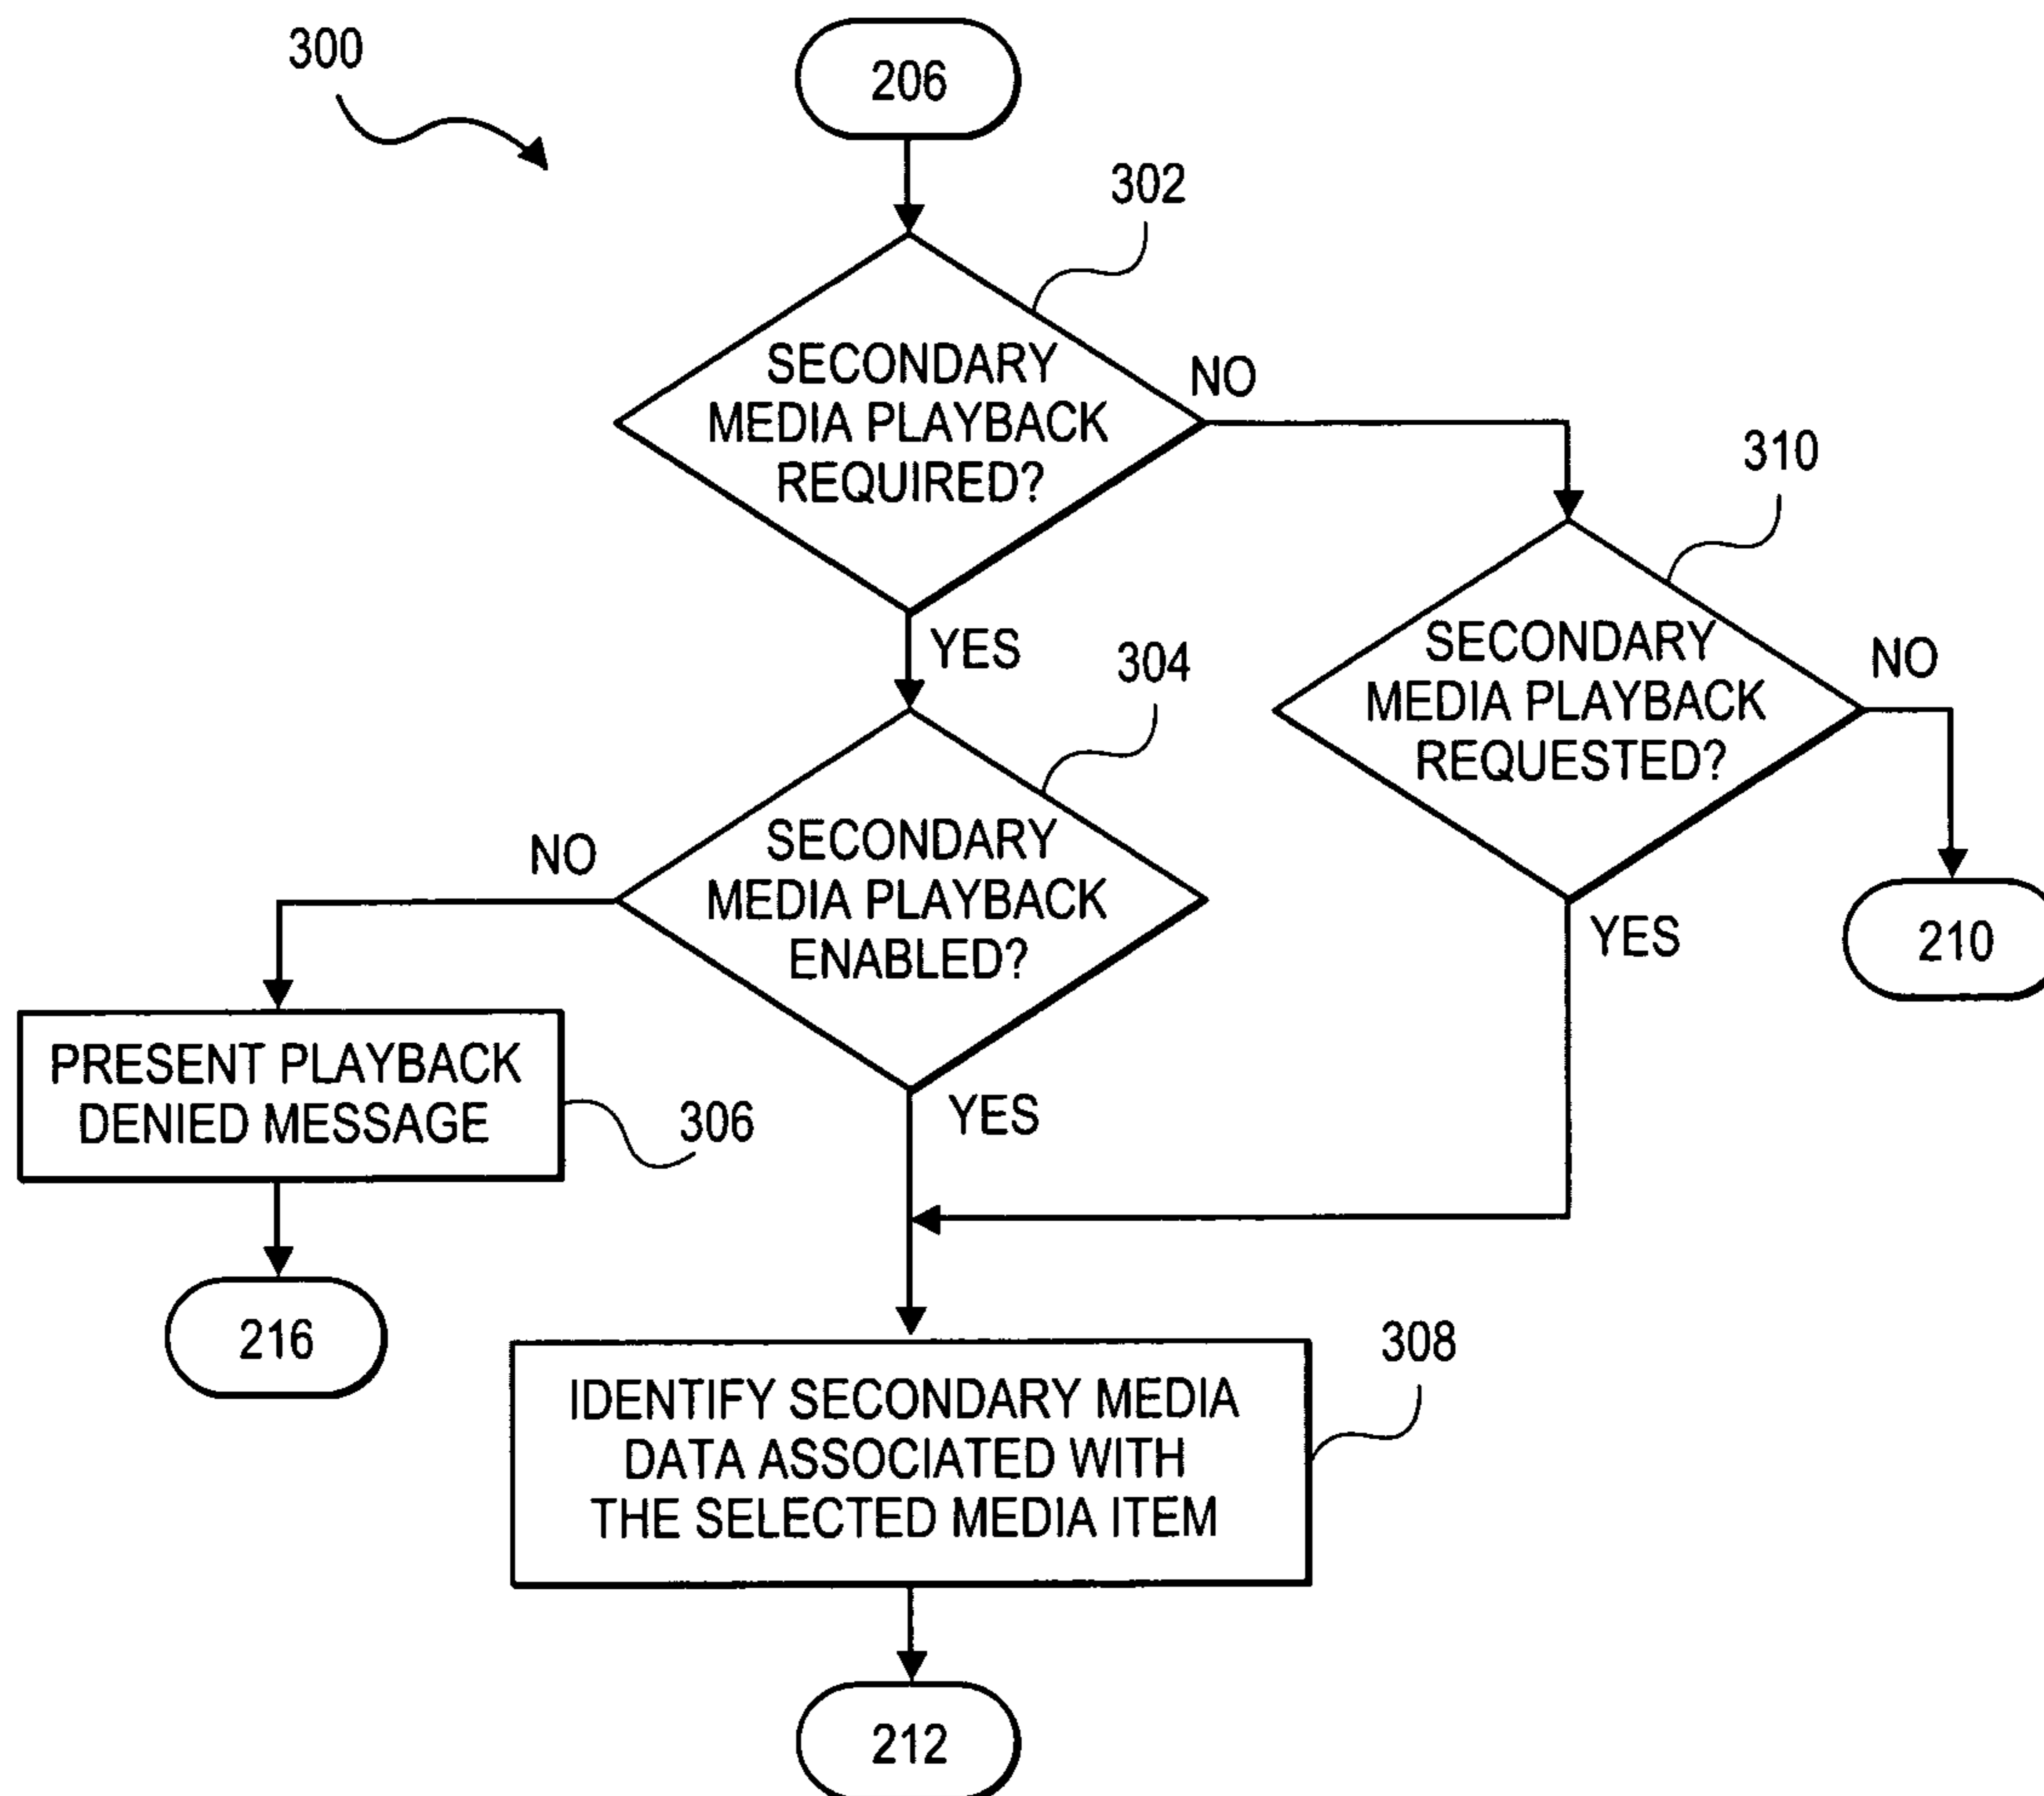 300
206
302
SECONDARY
MEDIA PLAYBACK
REQUIRED?
NO
310
YES
304
SECONDARY
MEDIA PLAYBACK
REQUESTED?
NO
SECONDARY
MEDIA PLAYBACK
ENABLED?
NO
YES
210
PRESENT PLAYBACK
DENIED MESSAGE
306
YES
216
308
IDENTIFY SECONDARY MEDIA
DATA ASSOCIATED WITH
THE SELECTED MEDIA ITEM
212